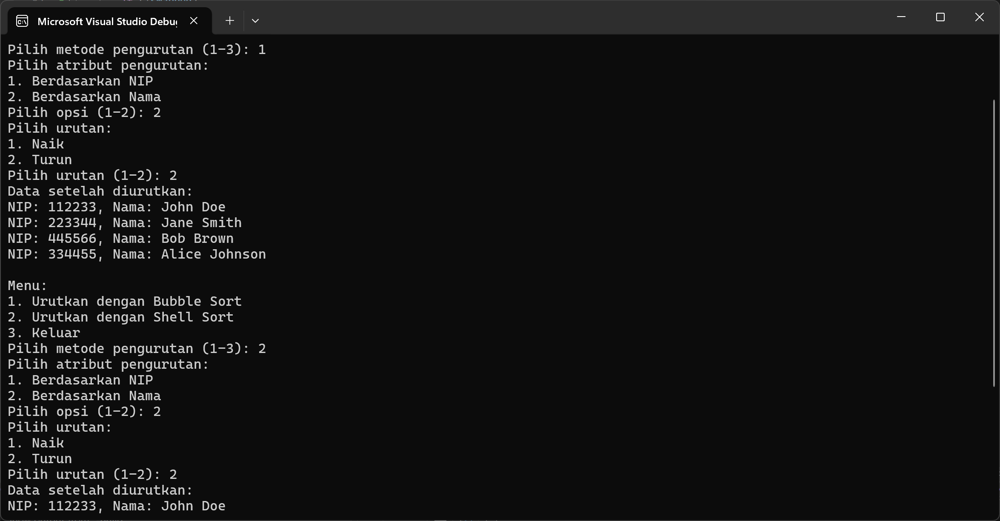 Microsoft Visual Studio Debug
Pilih metode pengurutan (1-3): 1
Pilih atribut pengurutan:
1. Berdasarkan NIP
2. Berdasarkan Nama
Pilih opsi (1-2): 2
Pilih urutan:
1. Naik
2. Turun
Pilih urutan (1-2): 2
Data setelah diurutkan:
NIP: 112233, Nama: John Doe
NIP: 223344, Nama: Jane Smith
NIP: 445566, Nama: Bob Brown
NIP: 334455, Nama: Alice Johnson
Menu:
1. Urutkan dengan Bubble Sort
2. Urutkan dengan Shell Sort
3. Keluar
Pilih metode pengurutan (1-3): 2
Pilih atribut pengurutan:
1. Berdasarkan NIP
2. Berdasarkan Nama
Pilih opsi (1-2): 2
Pilih urutan:
1. Naik
2. Turun
Pilih urutan (1-2): 2
Data setelah diurutkan:
NIP: 112233, Nama: John Doe